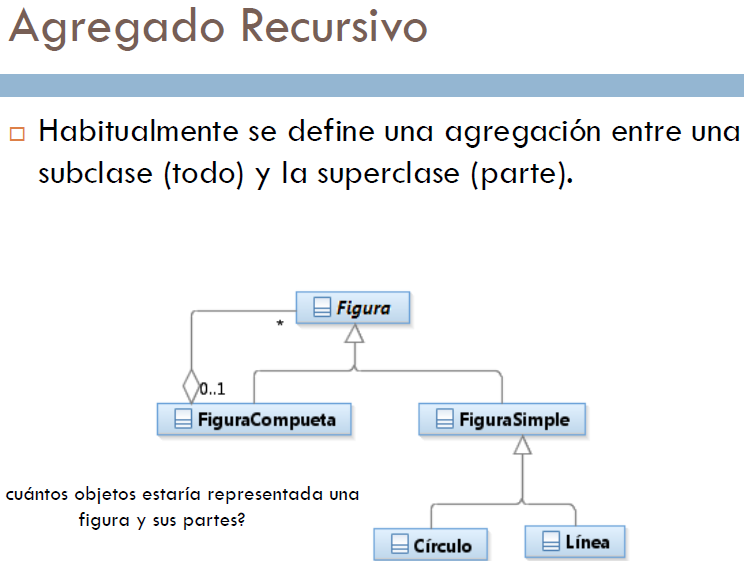 Agregado Recursivo
Habitualmente se define una agregación entre una
subclase (todo) y la superclase (parte).
Figura
*
0..1
FiguraCompueta
FiguraSimple
cuántos objetos estaría representada una
figura y sus partes?
Círculo
Línea